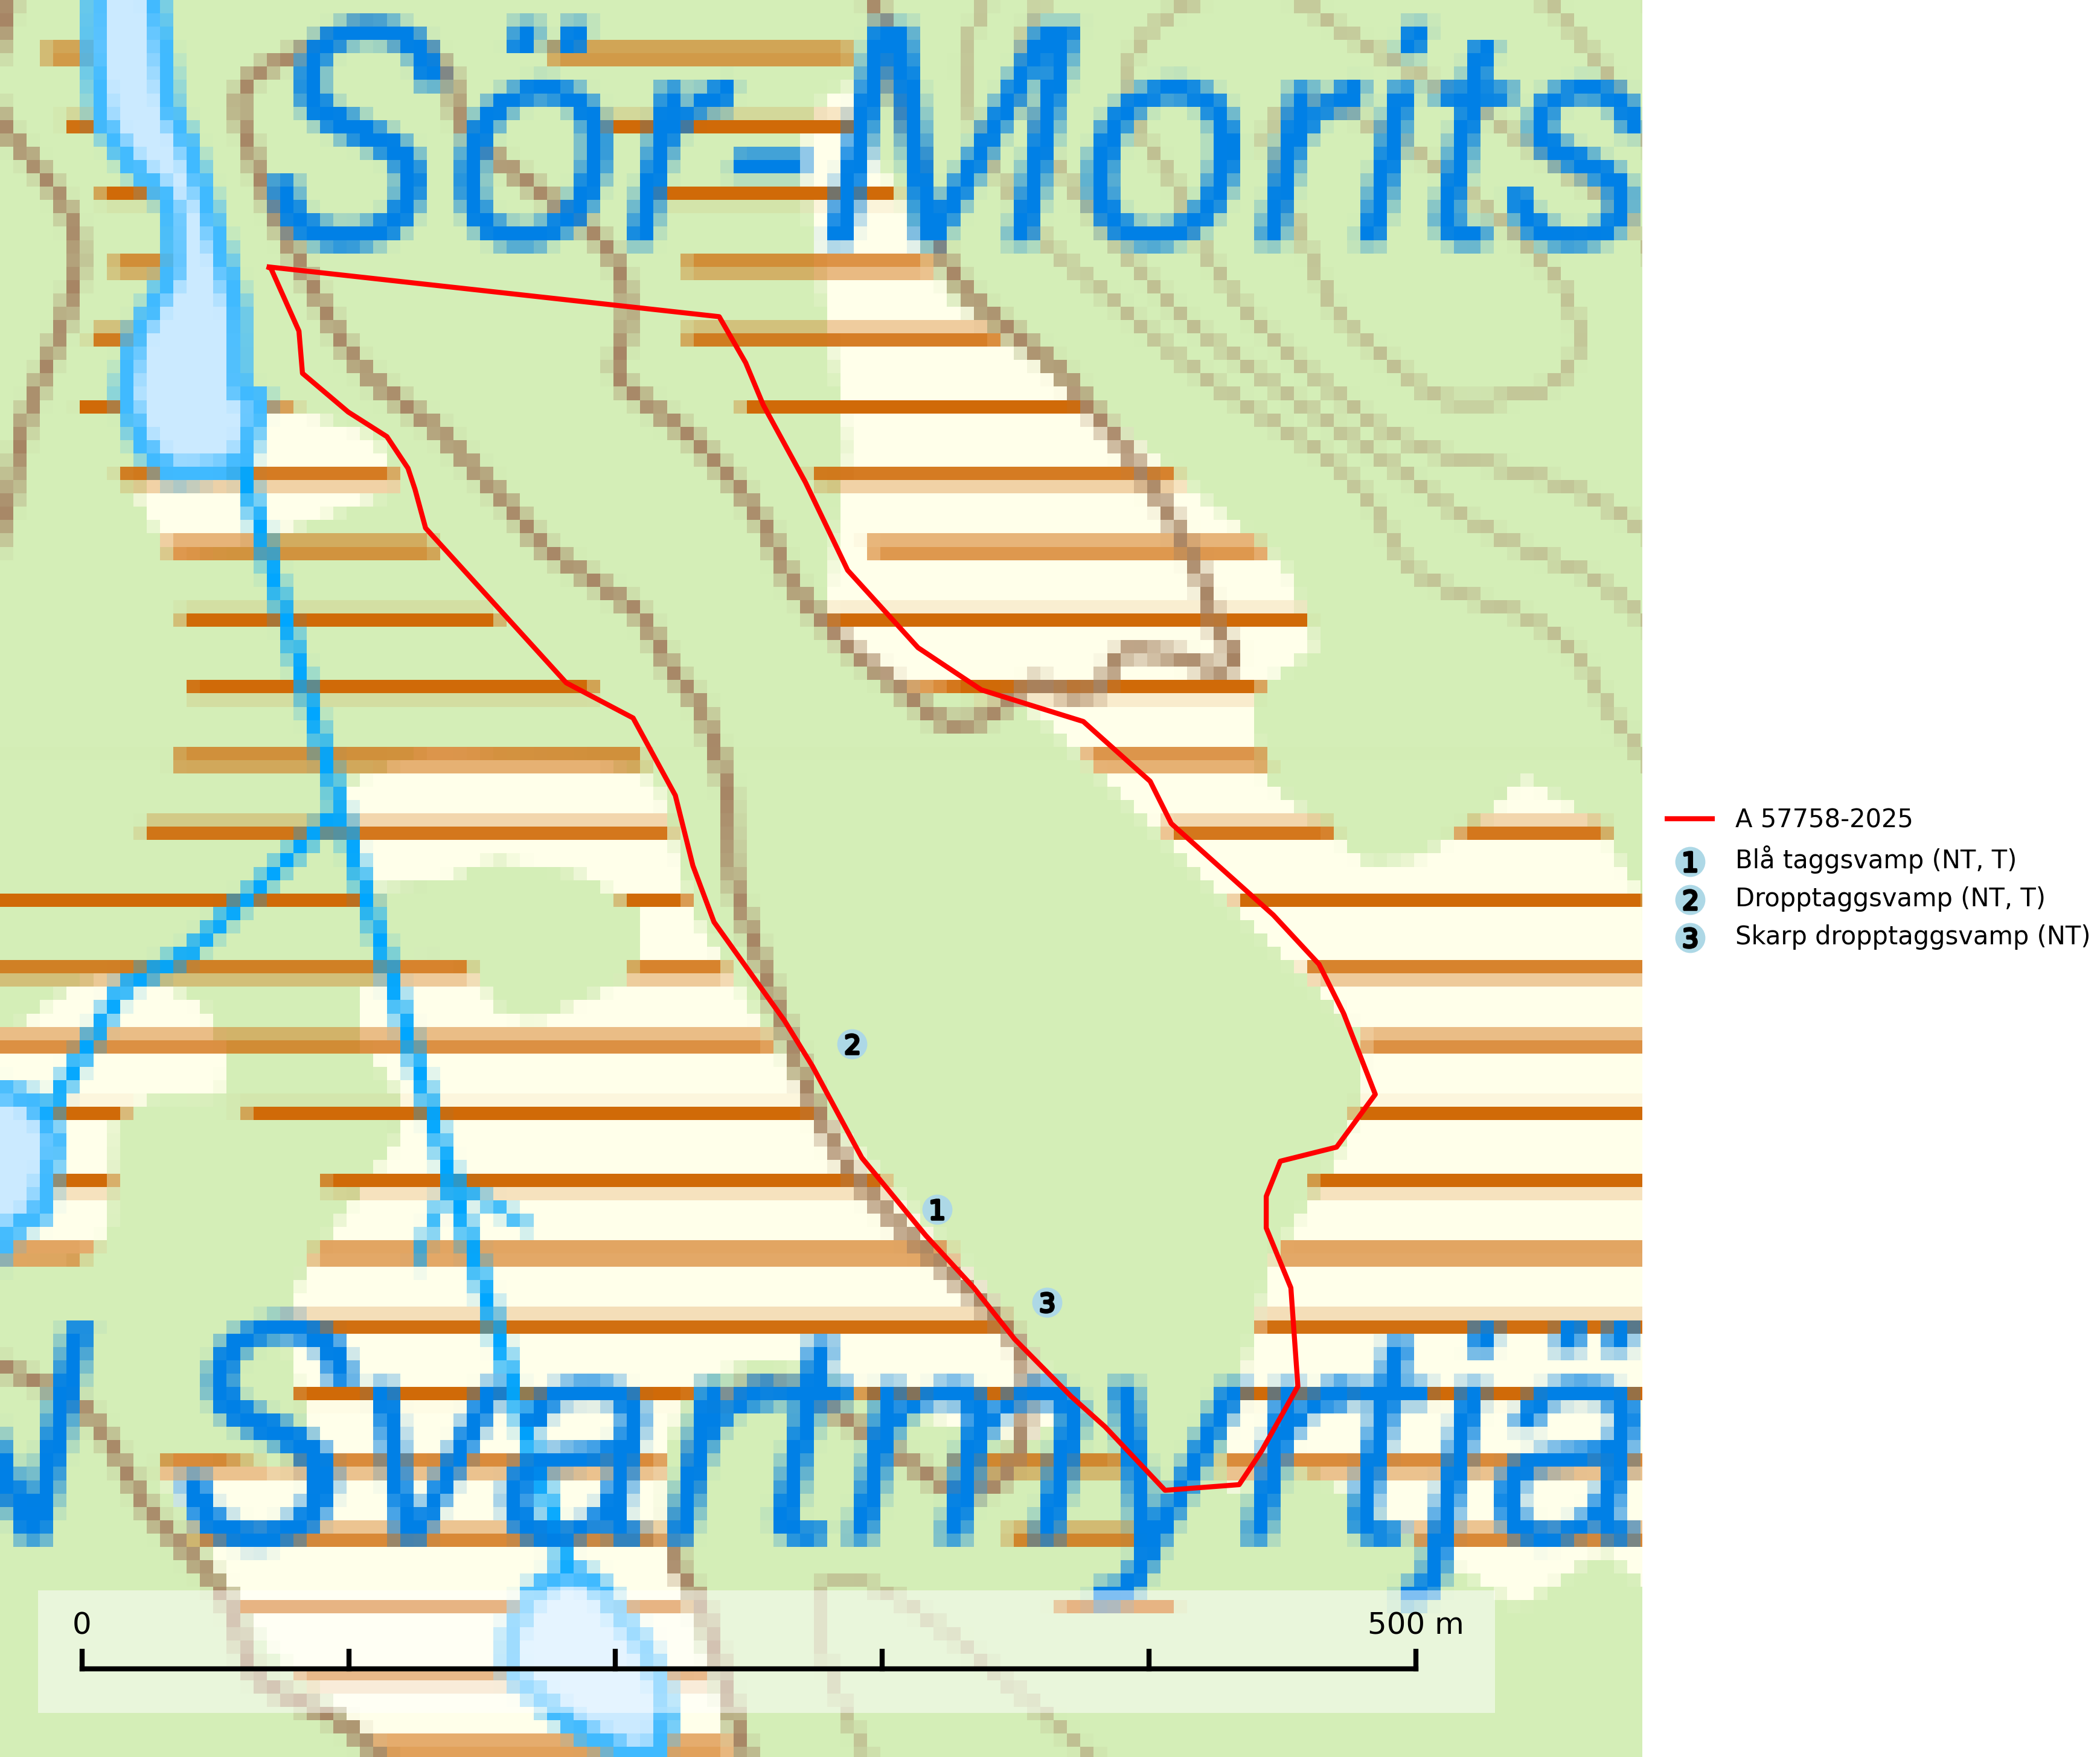 Sör-Morits
2
1
3
Svartmyrtjä
0
500 m
A 57758-2025
1 Blå taggsvamp (NT, T)
2 Dropptaggsvamp (NT, T)
3 Skarp dropptaggsvamp (NT)